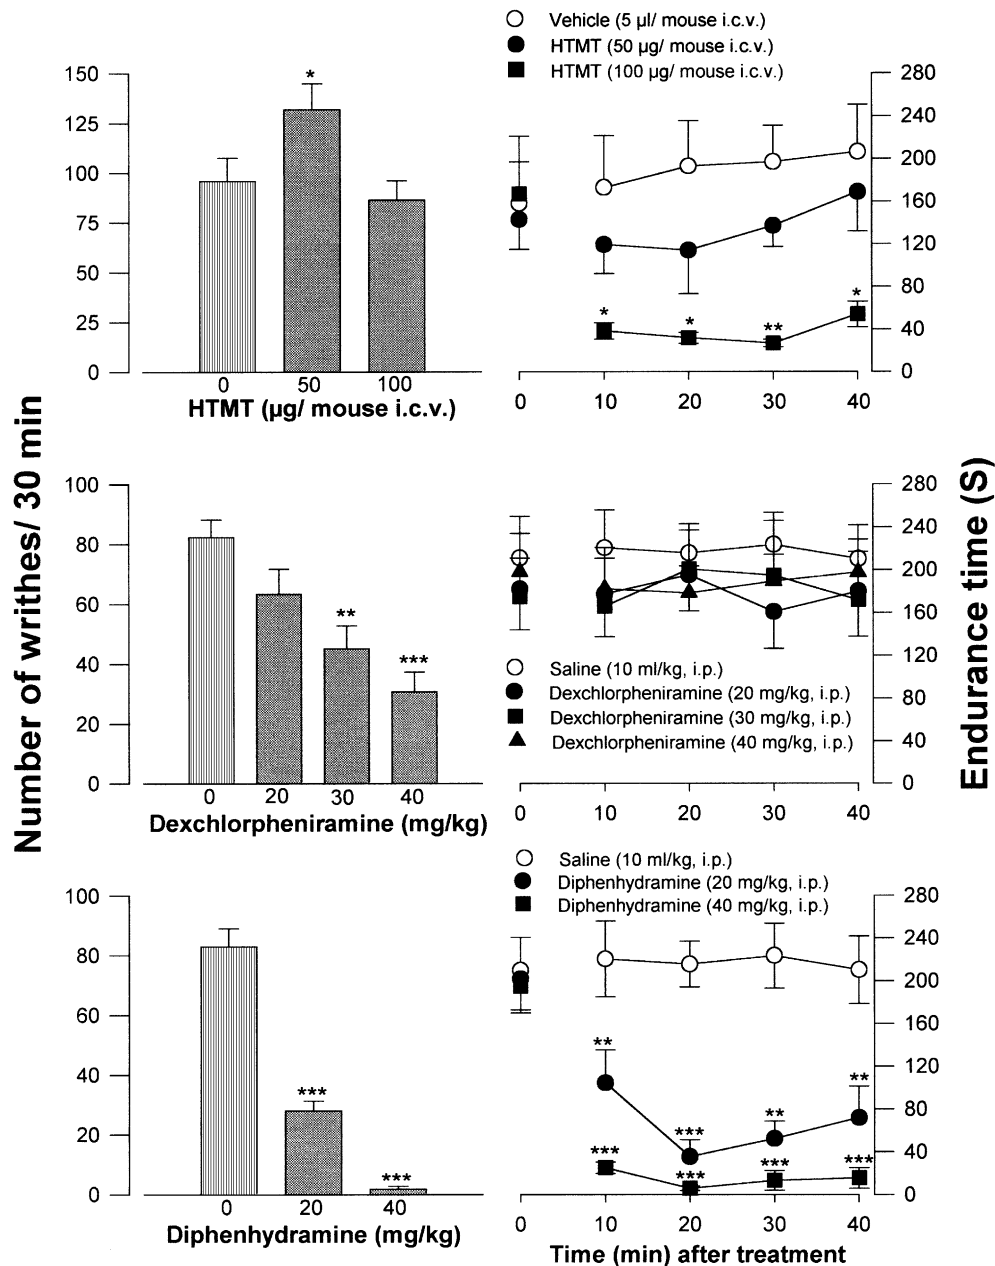 Vehicle (5 µl/ mouse i.c.v.)
HTMT (50 µg/ mouse i.c.v.)
HTMT (100 µg/ mouse i.c.v.)
*
150
125
100
75
50
25
0
0 50 100
HTMT (µg/ mouse i.c.v.)
280
240
200
160
120
80
40
0
* * ** *
0 10 20 30 40
Number of writhes/ 30 min
Endurance time (S)
100
80
60
40
20
0
** ***
0 20 30 40
Dexchlorpheniramine (mg/kg)
280
240
200
160
120
80
40
0
Saline (10 ml/kg, i.p.)
Dexchlorpheniramine (20 mg/kg, i.p.)
Dexchlorpheniramine (30 mg/kg, i.p.)
Dexchlorpheniramine (40 mg/kg, i.p.)
0 10 20 30 40
Saline (10 ml/kg, i.p.)
Diphenhydramine (20 mg/kg, i.p.)
Diphenhydramine (40 mg/kg, i.p.)
100
80
60
40
20
0
*** ***
0 20 40
Diphenhydramine (mg/kg)
280
240
200
160
120
80
40
0
** *** ** **
*** *** *** ***
0 10 20 30 40
Time (min) after treatment